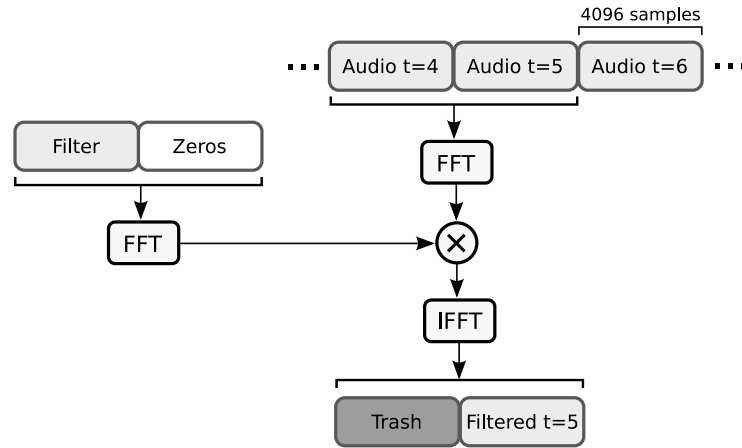 4096 samples
Audio t=4 Audio t=5 Audio t=6
Filter Zeros
FFT
FFT
IFFT
Trash Filtered t=5